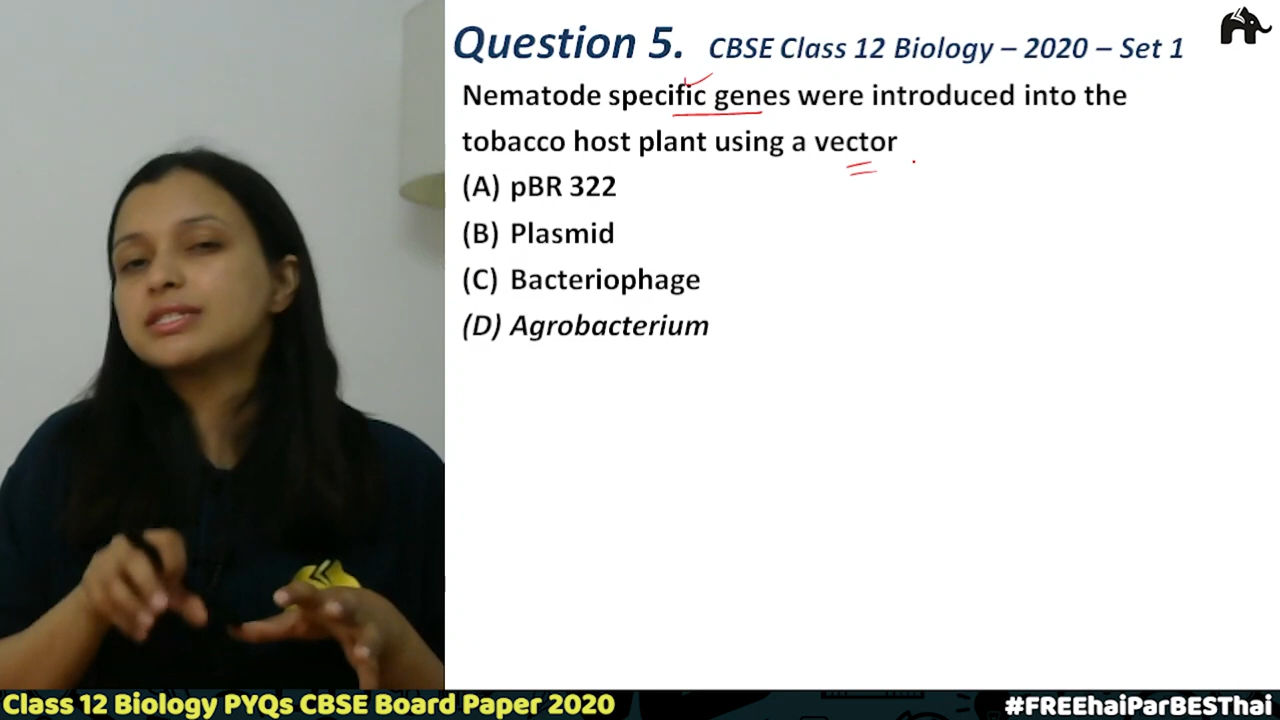 Question 5. CBSE Class 12 Biology – 2020 – Set 1
Nematode specific genes were introduced into the
tobacco host plant using a vector
(A) pBR 322
(B) Plasmid
(C) Bacteriophage
(D) Agrobacterium
Class 12 Biology PYQs CBSE Board Paper 2020
#FREEhaiParBESThai